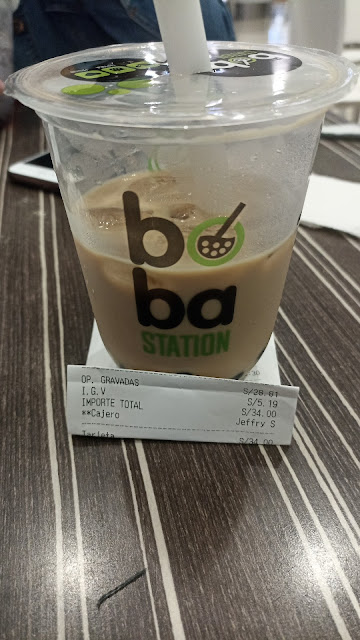 bo
ba
STATION
OP. GRAVADAS S/28.81
I.G.V S/5.19
IMPORTE TOTAL S/34.00
**Cajero Jeffry S
Tarjeta S/34.00